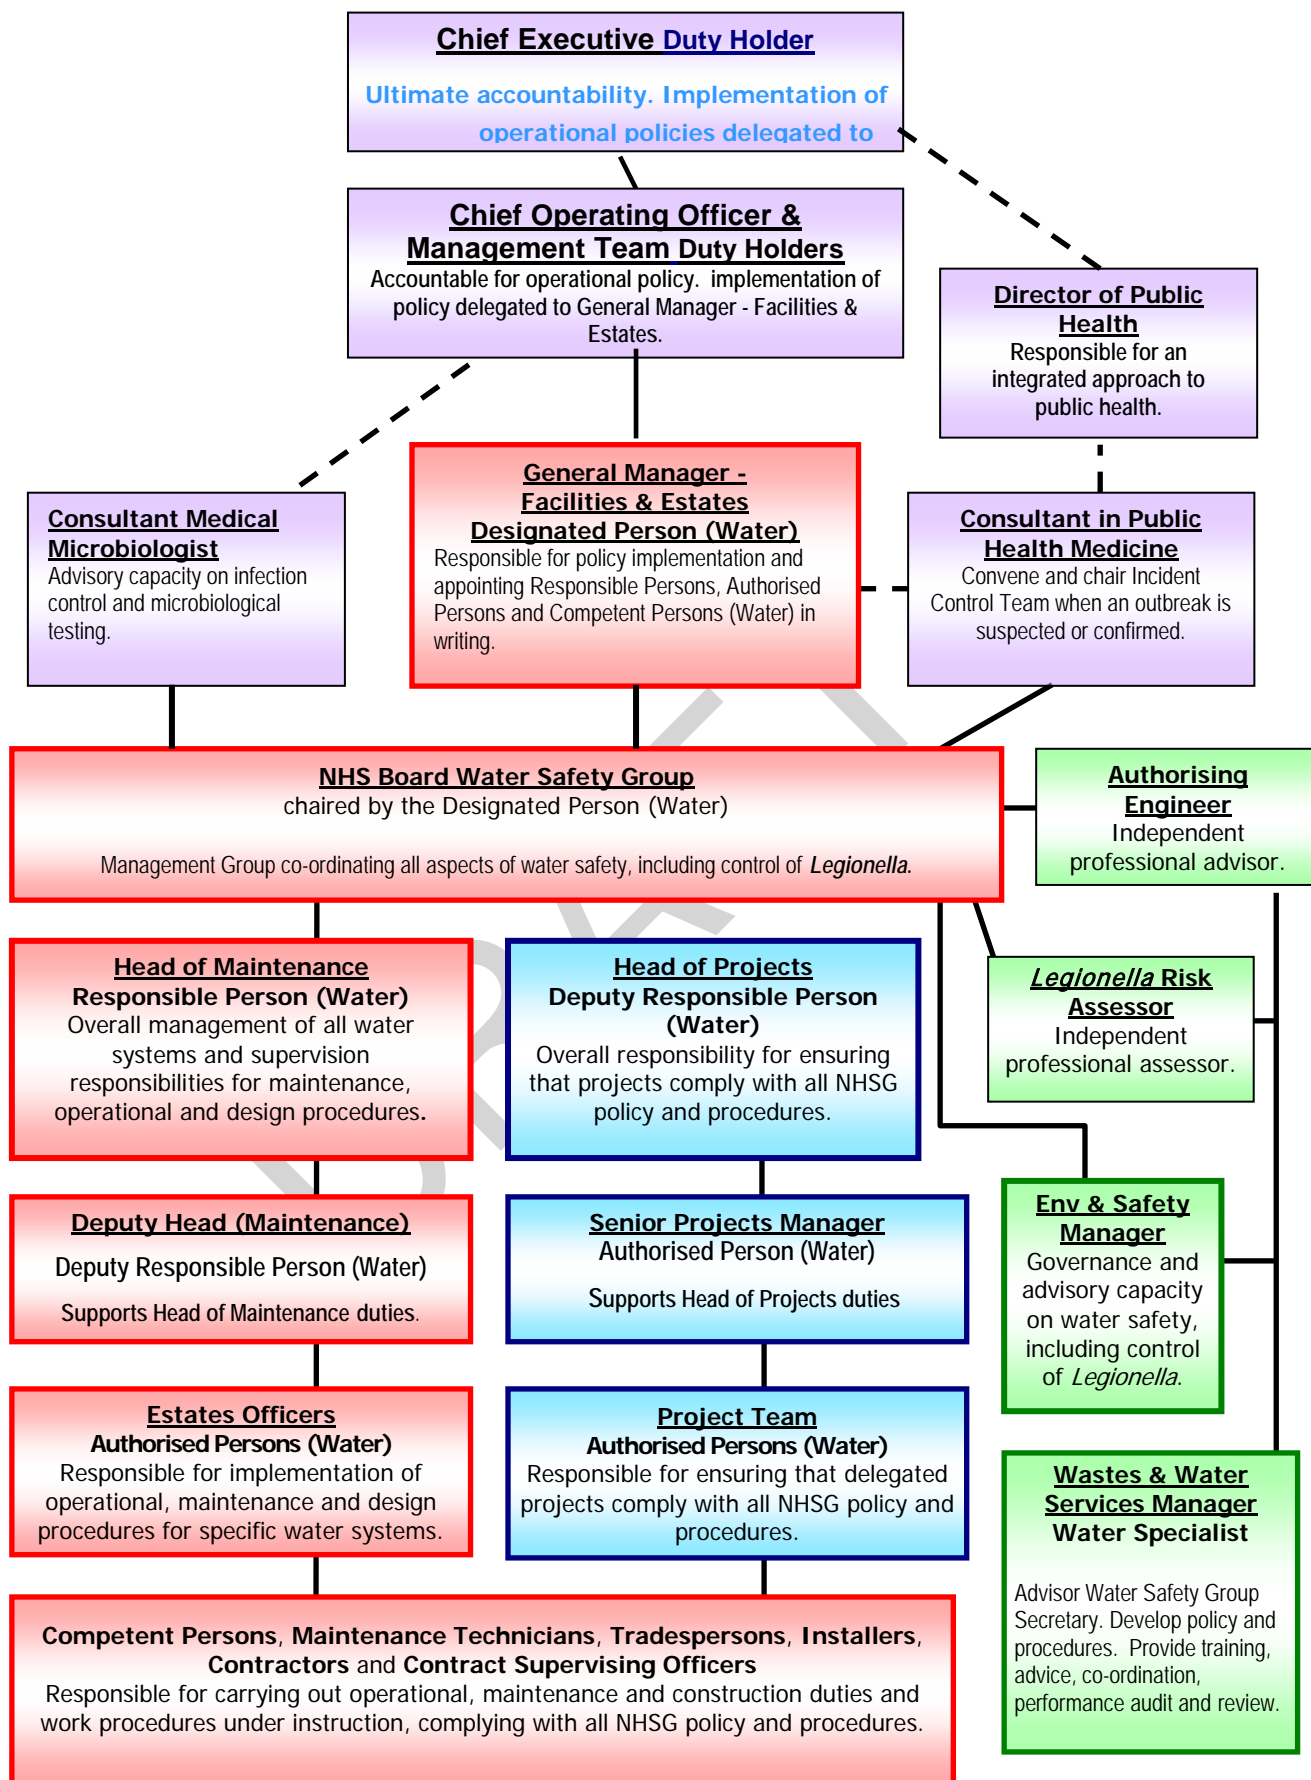 Chief Executive Duty Holder
Ultimate accountability. Implementation of
operational policies delegated to
Chief Operating Officer &
Management Team Duty Holders
Accountable for operational policy. implementation of
policy delegated to General Manager - Facilities &
Estates.
Director of Public
Health
Responsible for an
integrated approach to
public health.
General Manager -
Facilities & Estates
Designated Person (Water)
Responsible for policy implementation and
appointing Responsible Persons, Authorised
Persons and Competent Persons (Water) in
writing.
Consultant Medical
Microbiologist
Advisory capacity on infection
control and microbiological
testing.
Consultant in Public
Health Medicine
Convene and chair Incident
Control Team when an outbreak is
suspected or confirmed.
NHS Board Water Safety Group
chaired by the Designated Person (Water)
Management Group co-ordinating all aspects of water safety, including control of Legionella.
Authorising
Engineer
Independent
professional advisor.
Head of Maintenance
Responsible Person (Water)
Overall management of all water
systems and supervision
responsibilities for maintenance,
operational and design procedures.
Head of Projects
Deputy Responsible Person
(Water)
Overall responsibility for ensuring
that projects comply with all NHSG
policy and procedures.
Legionella Risk
Assessor
Independent
professional assessor.
Deputy Head (Maintenance)
Deputy Responsible Person (Water)
Supports Head of Maintenance duties.
Senior Projects Manager
Authorised Person (Water)
Supports Head of Projects duties
Env & Safety
Manager
Governance and
advisory capacity
on water safety,
including control
of Legionella.
Estates Officers
Authorised Persons (Water)
Responsible for implementation of
operational, maintenance and design
procedures for specific water systems.
Project Team
Authorised Persons (Water)
Responsible for ensuring that delegated
projects comply with all NHSG policy and
procedures.
Wastes & Water
Services Manager
Water Specialist
Advisor Water Safety Group
Secretary. Develop policy and
procedures. Provide training,
advice, co-ordination,
performance audit and review.
Competent Persons, Maintenance Technicians, Tradespersons, Installers,
Contractors and Contract Supervising Officers
Responsible for carrying out operational, maintenance and construction duties and
work procedures under instruction, complying with all NHSG policy and procedures.
DRAFT